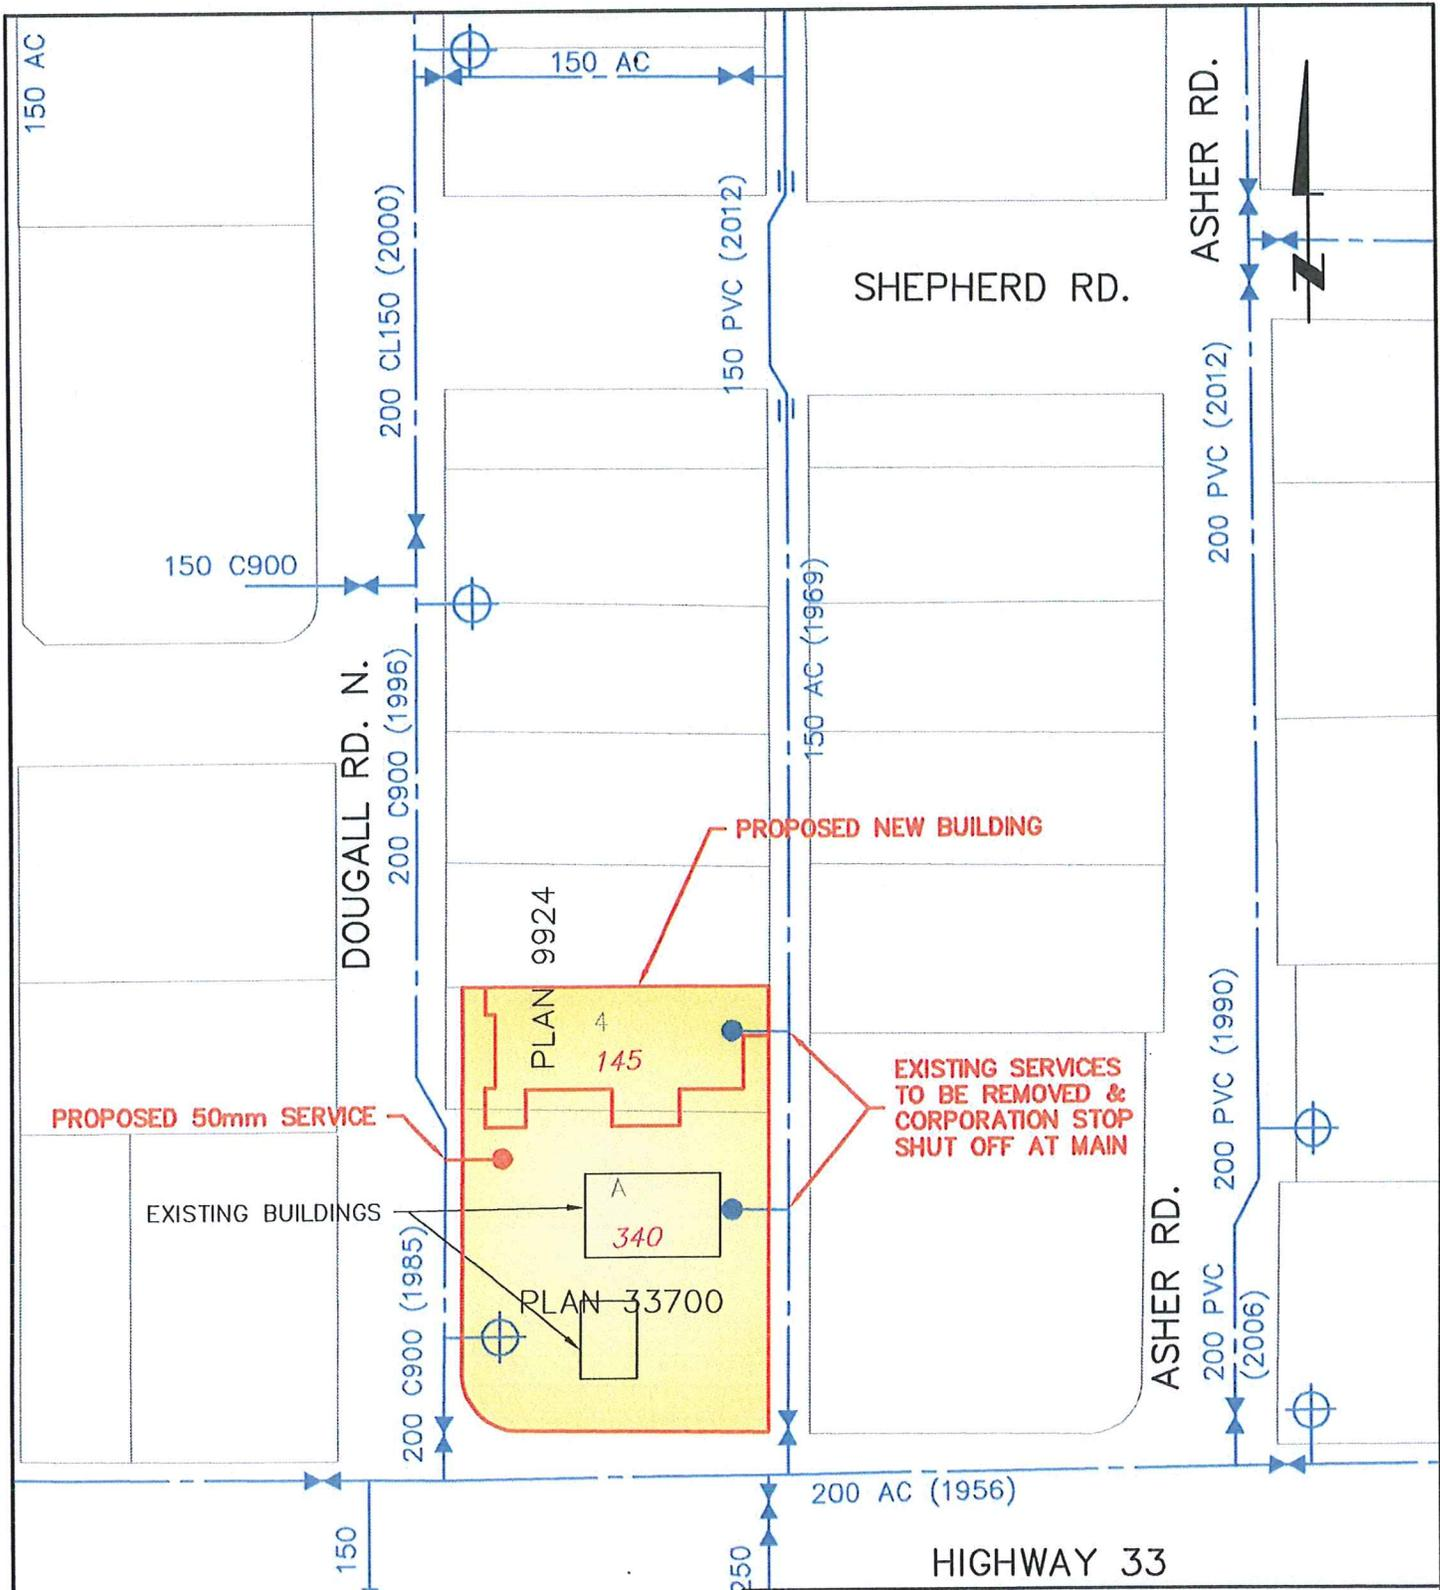 150 AC
150 AC
ASHER RD.
N
200 CL150 (2000)
150 PVC (2012)
SHEPHERD RD.
200 PVC (2012)
150 C900
150 AC (1969)
DOUGALL RD. N.
200 C900 (1996)
PROPOSED NEW BUILDING
PLAN 9924
4
145
200 PVC (1990)
EXISTING SERVICES
TO BE REMOVED &
CORPORATION STOP
SHUT OFF AT MAIN
PROPOSED 50mm SERVICE
A
340
EXISTING BUILDINGS
PLAN 33700
200 C900 (1985)
ASHER RD.
200 PVC
(2006)
200 AC (1956)
150
250
HIGHWAY 33